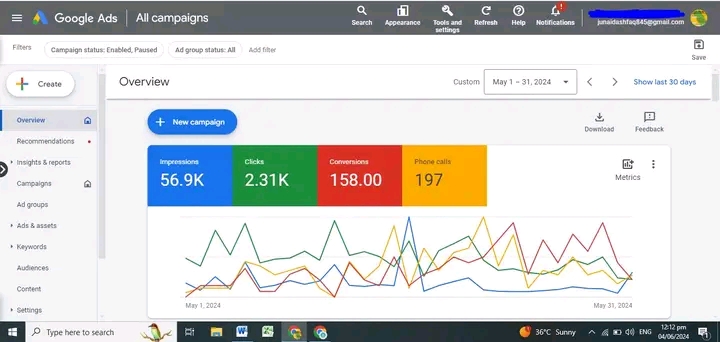 Google Ads | All campaigns
Search
Appearance
Tools and settings
Refresh
Help
Notifications
junaidashfaq845@gmail.com
Filters
Campaign status: Enabled, Paused
Ad group status: All
Add filter
Save
Create
Overview
Custom
May 1 – 31, 2024
Show last 30 days
Overview
Recommendations
Insights & reports
Campaigns
Ad groups
Ads & assets
Keywords
Audiences
Content
Settings
New campaign
Download
Feedback
Impressions
56.9K
Clicks
2.31K
Conversions
158.00
Phone calls
197
Metrics
May 1, 2024
May 31, 2024
Type here to search
36°C Sunny
ENG
12:12 pm
04/06/2024